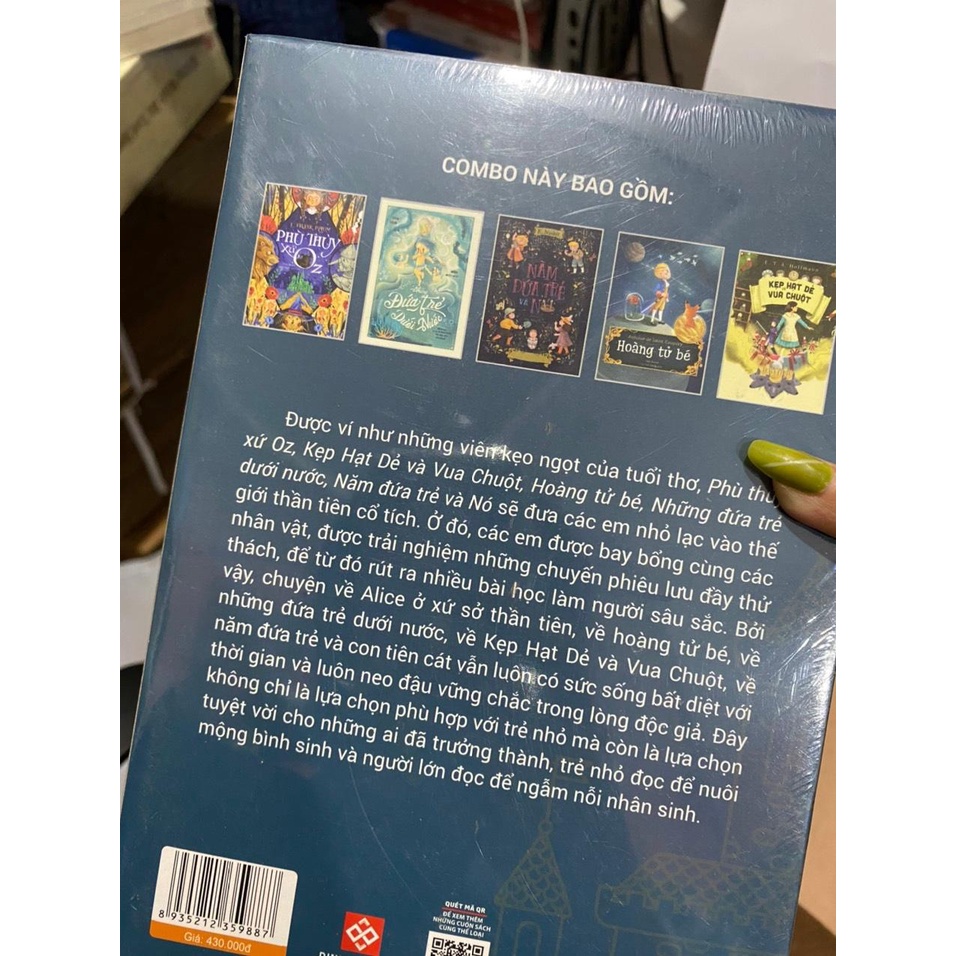 COMBO NÀY BAO GỒM:
L. FRANK BAUM
PHÙ THỦY
XỨ
OZ
Đứa trẻ
Dưới Nước
NĂM
ĐỨA TRẺ
VÀ NÓ
Hoàng tử bé
E. T. A. Hoffmann
KẸP HẠT DẺ
VUA CHUỘT
Được ví như những viên kẹo ngọt của tuổi thơ, Phù thủy
xứ Oz, Kẹp Hạt Dẻ và Vua Chuột, Hoàng tử bé, Những đứa trẻ
dưới nước, Năm đứa trẻ và Nó sẽ đưa các em nhỏ lạc vào thế
giới thần tiên cổ tích. Ở đó, các em được bay bổng cùng các
nhân vật, được trải nghiệm những chuyến phiêu lưu đầy thử
thách, để từ đó rút ra nhiều bài học làm người sâu sắc. Bởi
vậy, chuyện về Alice ở xứ sở thần tiên, về hoàng tử bé, về
những đứa trẻ dưới nước, về Kẹp Hạt Dẻ và Vua Chuột, về
năm đứa trẻ và con tiên cát vẫn luôn có sức sống bất diệt với
thời gian và luôn neo đậu vững chắc trong lòng độc giả. Đây
không chỉ là lựa chọn phù hợp với trẻ nhỏ mà còn là lựa chọn
tuyệt vời cho những ai đã trưởng thành, trẻ nhỏ đọc để nuôi
mộng bình sinh và người lớn đọc để ngẫm nỗi nhân sinh.
8 935212 359887
Giá: 430.000đ
QUÉT MÃ QR
ĐỂ XEM THÊM
NHỮNG CUỐN SÁCH
CÙNG THỂ LOẠI